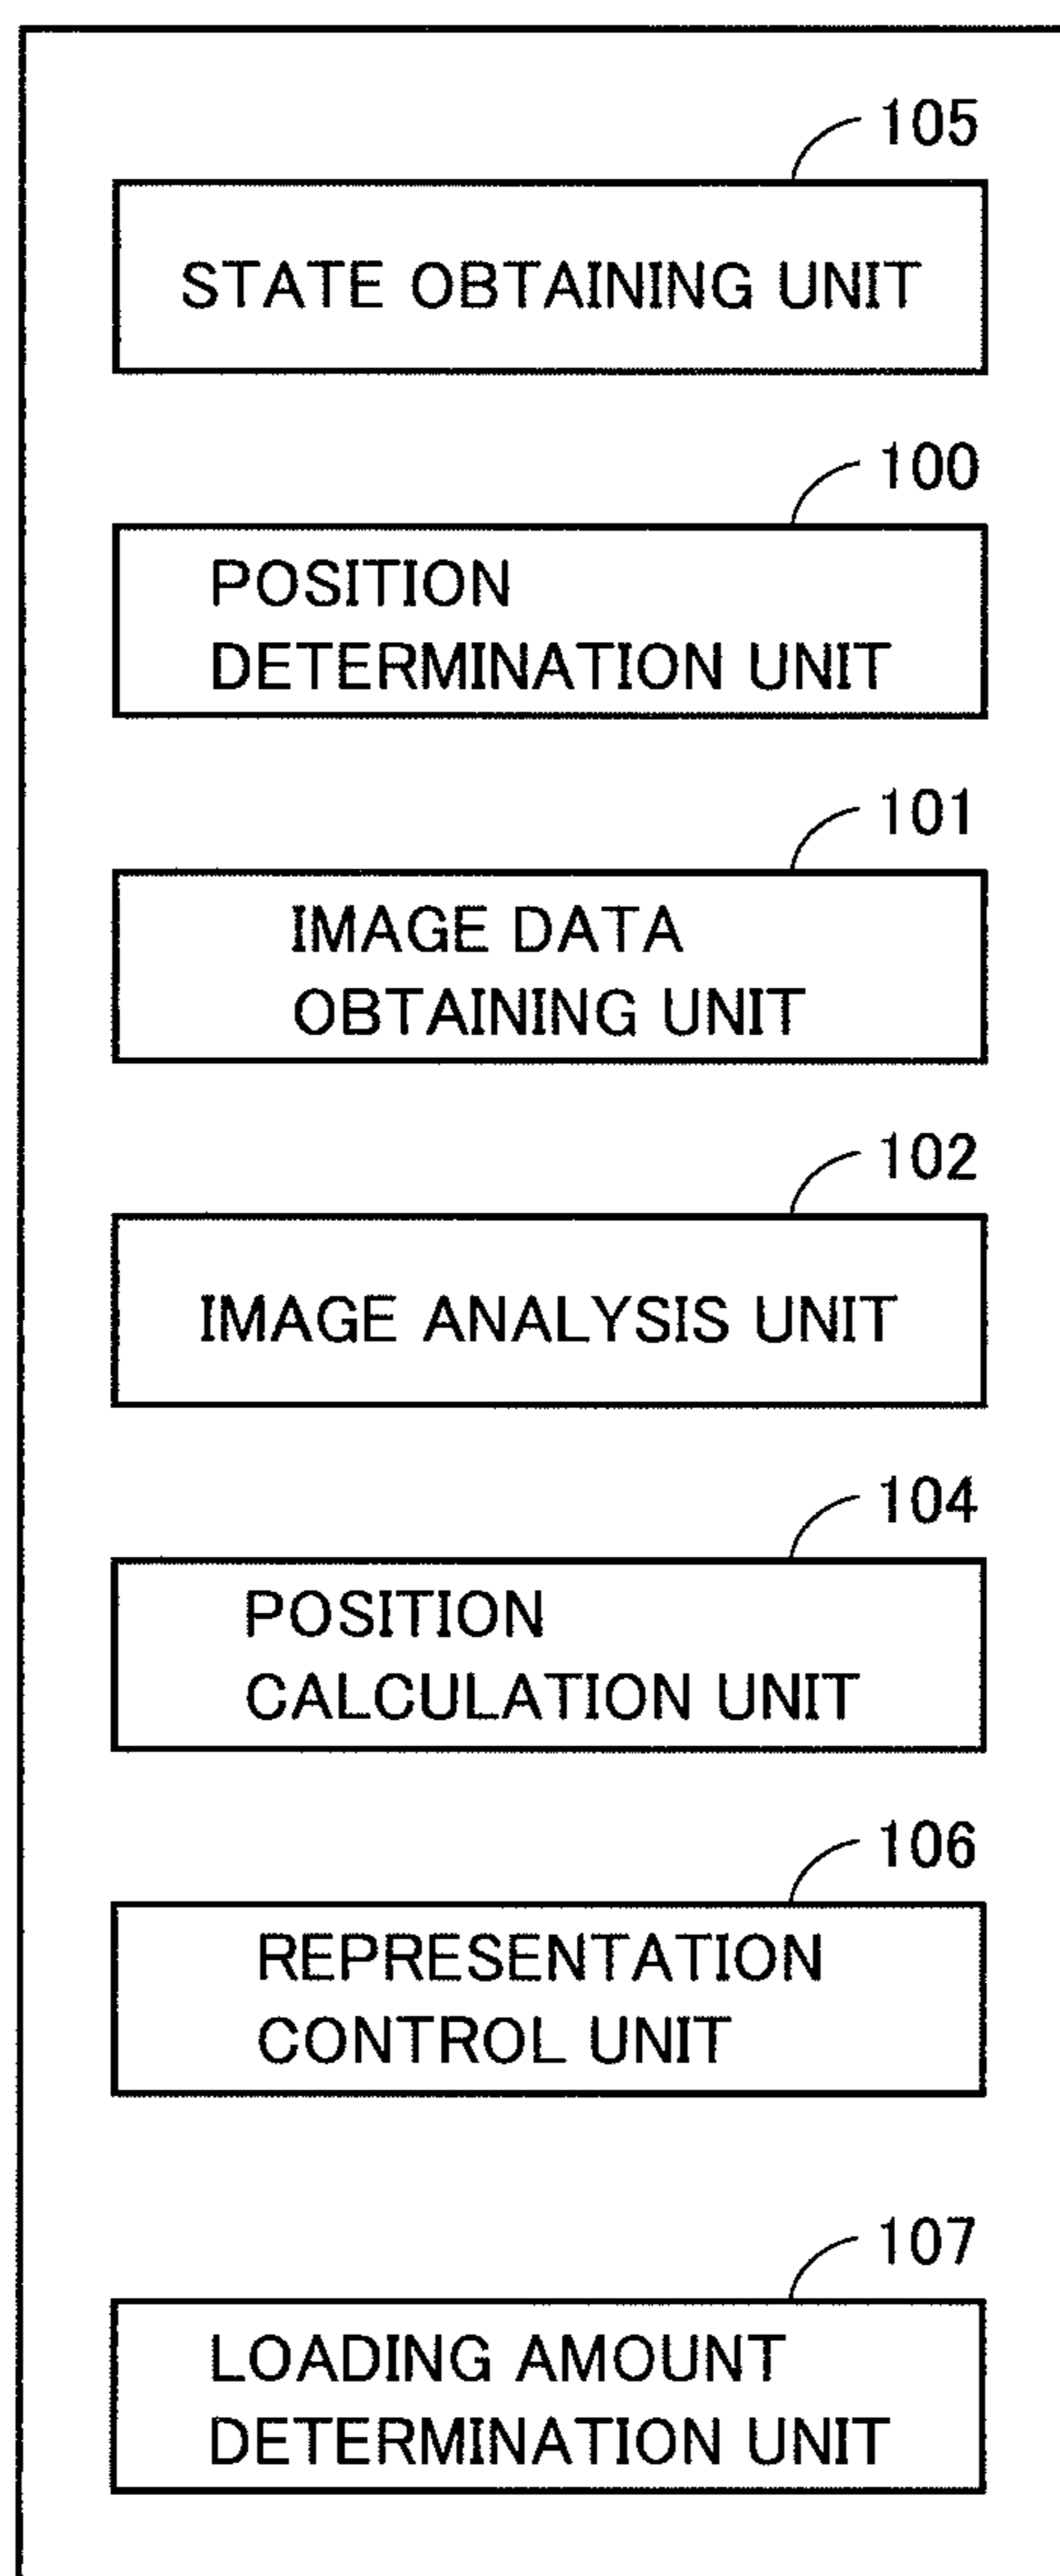 105
STATE OBTAINING UNIT
100
POSITION
DETERMINATION UNIT
101
IMAGE DATA
OBTAINING UNIT
102
IMAGE ANALYSIS UNIT
104
POSITION
CALCULATION UNIT
106
REPRESENTATION
CONTROL UNIT
107
LOADING AMOUNT
DETERMINATION UNIT